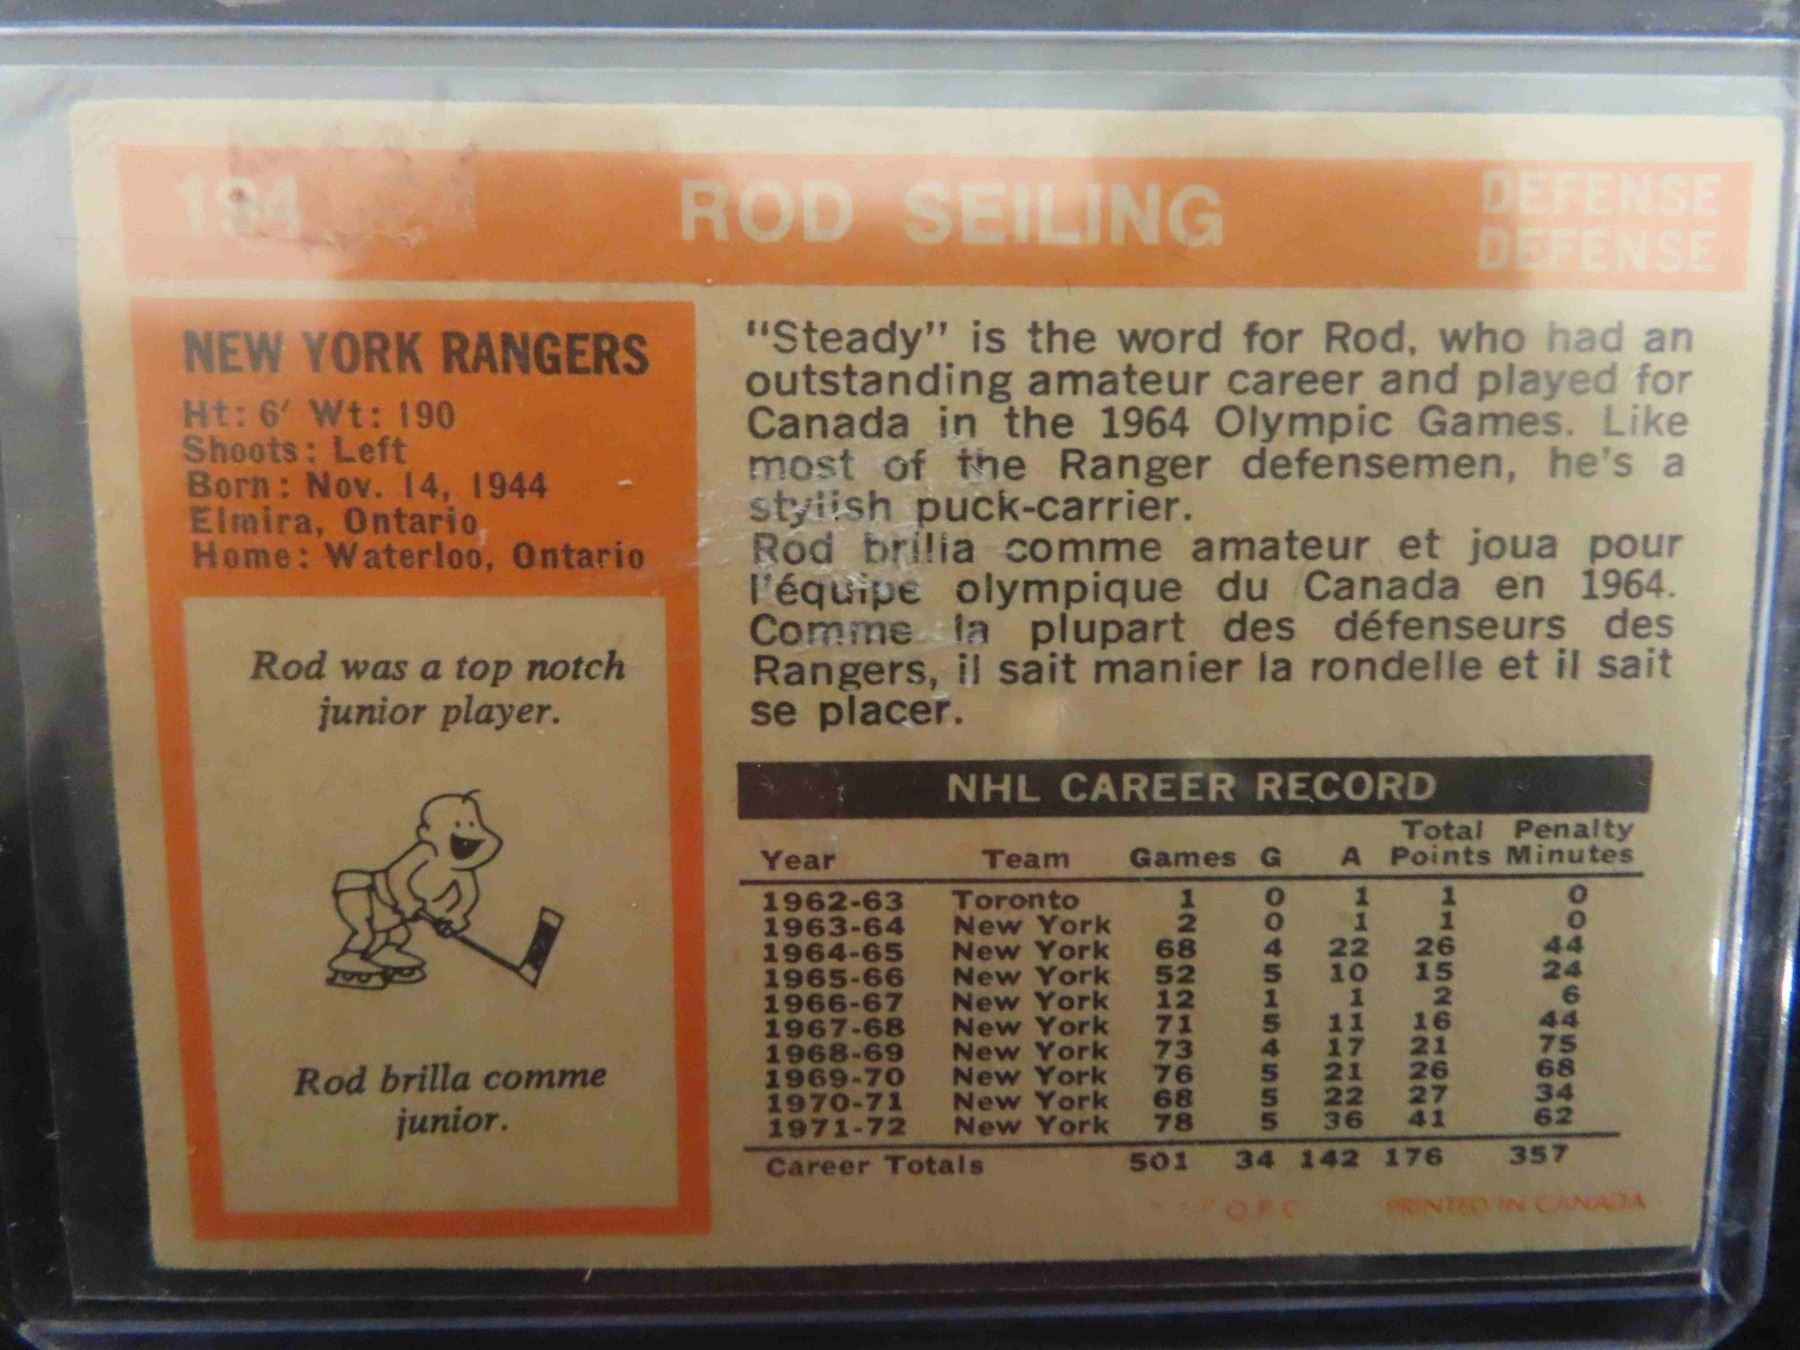 194
ROD SEILING
DEFENSE
DEFENSE
NEW YORK RANGERS
Ht: 6' Wt: 190
Shoots: Left
Born: Nov. 14, 1944
Elmira, Ontario
Home: Waterloo, Ontario
Rod was a top notch
junior player.
Rod brilla comme
junior.
"Steady" is the word for Rod, who had an
outstanding amateur career and played for
Canada in the 1964 Olympic Games. Like
most of the Ranger defensemen, he's a
stylish puck-carrier.
Rod brilla comme amateur et joua pour
l'équipe olympique du Canada en 1964.
Comme la plupart des défenseurs des
Rangers, il sait manier la rondelle et il sait
se placer.
NHL CAREER RECORD
Year Team Games G A Total Points Penalty Minutes
1962-63 Toronto 1 0 1 1 0
1963-64 New York 2 0 1 1 0
1964-65 New York 68 4 22 26 44
1965-66 New York 52 5 10 15 24
1966-67 New York 12 1 1 2 6
1967-68 New York 71 5 11 16 44
1968-69 New York 73 4 17 21 75
1969-70 New York 76 5 21 26 68
1970-71 New York 68 5 22 27 34
1971-72 New York 78 5 36 41 62
Career Totals 501 34 142 176 357
O.P.C. PRINTED IN CANADA